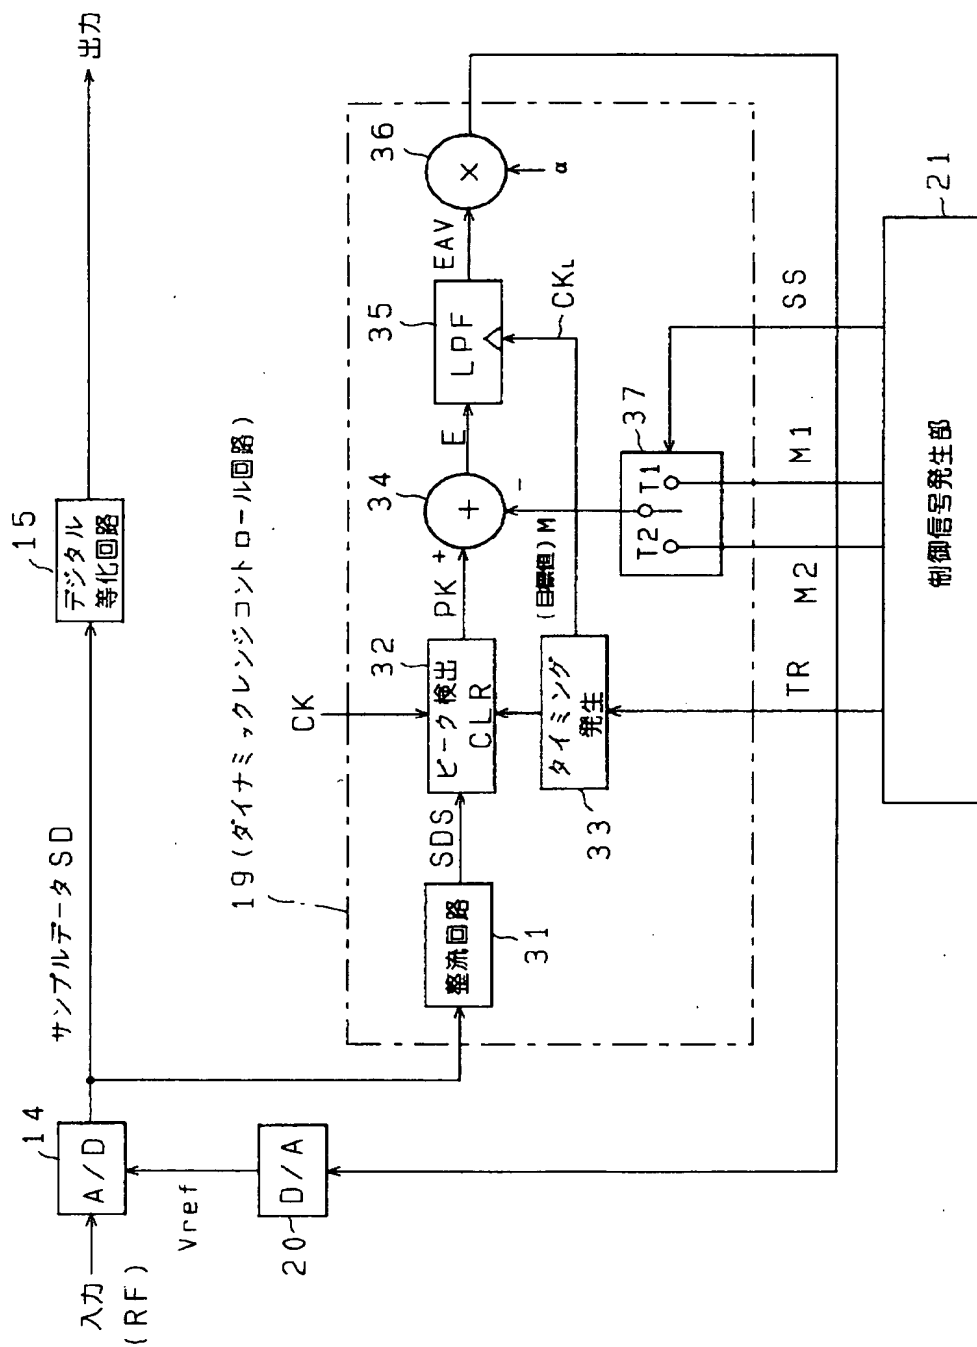 入力
(RF)
14
A/D
サンプルデータSD
15
デジタル
等化回路
出力
Vref
20
D/A
19(ダイナミックレンジコントロール回路)
整流回路
31
SDS
CK
32
ピーク検出
CLR
PK
+
34
+
-
E
35
LPF
EAV
36
×
α
33
タイミング
発生
(目標値)M
CKL
37
T2
T1
TR
M2
M1
SS
制御信号発生部
21